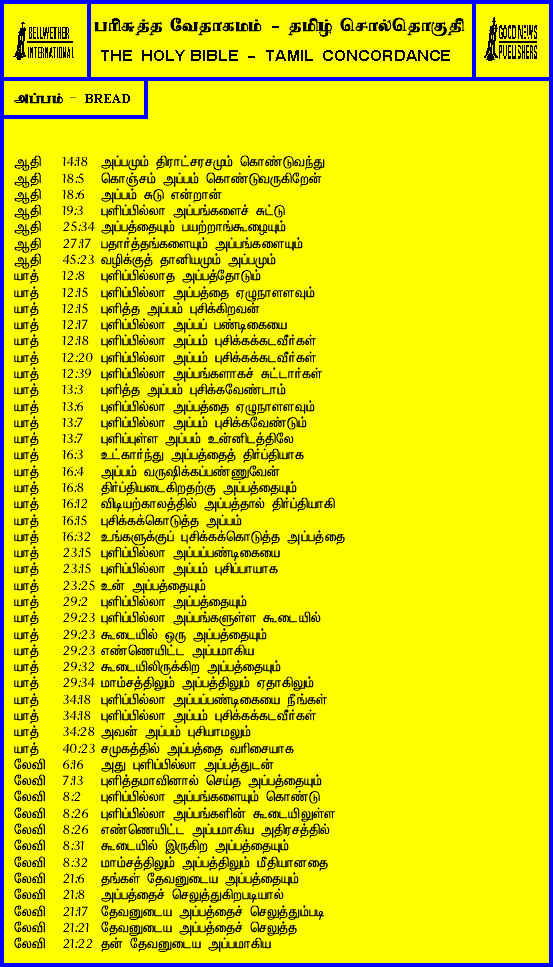 BELLWETHER
INTERNATIONAL
பரிசுத்த வேதாகமம் - தமிழ் சொல்தொகுதி
THE HOLY BIBLE - TAMIL CONCORDANCE
GOOD NEWS
PUBLISHERS
அப்பம் - BREAD
ஆதி 14:18 அப்பமும் திராட்சரசமும் கொண்டுவந்து
ஆதி 18:5 கொஞ்சம் அப்பம் கொண்டுவருகிறேன்
ஆதி 18:6 அப்பம் சுடு என்றான்
ஆதி 19:3 புளிப்பில்லா அப்பங்களைச் சுட்டு
ஆதி 25:34 அப்பத்தையும் பயற்றங்கூழையும்
ஆதி 27:17 பதார்த்தங்களையும் அப்பங்களையும்
ஆதி 45:23 வழிக்குத் தானியமும் அப்பமும்
யாத் 12:8 புளிப்பில்லாத அப்பத்தோடும்
யாத் 12:15 புளிப்பில்லா அப்பத்தை ஏழுநாளளவும்
யாத் 12:15 புளித்த அப்பம் புசிக்கிறவன்
யாத் 12:17 புளிப்பில்லா அப்பப் பண்டிகையை
யாத் 12:18 புளிப்பில்லா அப்பம் புசிக்கக்கடவீர்கள்
யாத் 12:20 புளிப்பில்லா அப்பம் புசிக்கக்கடவீர்கள்
யாத் 12:39 புளிப்பில்லா அப்பங்களாகச் சுட்டார்கள்
யாத் 13:3 புளித்த அப்பம் புசிக்கவேண்டாம்
யாத் 13:6 புளிப்பில்லா அப்பத்தை ஏழுநாளளவும்
யாத் 13:7 புளிப்பில்லா அப்பம் புசிக்கவேண்டும்
யாத் 13:7 புளிப்புள்ள அப்பம் உன்னிடத்திலே
யாத் 16:3 உட்கார்ந்து அப்பத்தைத் திர்ப்தியாக
யாத் 16:4 அப்பம் வருஷிக்கப்பண்ணுவேன்
யாத் 16:8 திர்ப்தியடைகிறதற்கு அப்பத்தையும்
யாத் 16:12 விடியற்காலத்தில் அப்பத்தால் திர்ப்தியாகி
யாத் 16:15 புசிக்கக்கொடுத்த அப்பம்
யாத் 16:32 உங்களுக்குப் புசிக்கக்கொடுத்த அப்பத்தை
யாத் 23:15 புளிப்பில்லா அப்பப்பண்டிகையை
யாத் 23:15 புளிப்பில்லா அப்பம் புசிப்பாயாக
யாத் 23:25 உன் அப்பத்தையும்
யாத் 29:2 புளிப்பில்லா அப்பத்தையும்
யாத் 29:23 புளிப்பில்லா அப்பங்களுள்ள கூடையில்
யாத் 29:23 கூடையில் ஒரு அப்பத்தையும்
யாத் 29:23 எண்ணெயிட்ட அப்பமாகிய
யாத் 29:32 கூடையிலிருக்கிற அப்பத்தையும்
யாத் 29:34 மாம்சத்திலும் அப்பத்திலும் ஏதாகிலும்
யாத் 34:18 புளிப்பில்லா அப்பப்பண்டிகையை நீங்கள்
யாத் 34:18 புளிப்பில்லா அப்பம் புசிக்கக்கடவீர்கள்
யாத் 34:28 அவன் அப்பம் புசியாமலும்
யாத் 40:23 சமுகத்தில் அப்பத்தை வரிசையாக
லேவி 6:16 அது புளிப்பில்லா அப்பத்துடன்
லேவி 7:13 புளித்தமாவினால் செய்த அப்பத்தையும்
லேவி 8:2 புளிப்பில்லா அப்பங்களையும் கொண்டு
லேவி 8:26 புளிப்பில்லா அப்பங்களின் கூடையிலுள்ள
லேவி 8:26 எண்ணெயிட்ட அப்பமாகிய அதிரசத்தில்
லேவி 8:31 கூடையில் இருகிற அப்பத்தையும்
லேவி 8:32 மாம்சத்திலும் அப்பத்திலும் மீதியானதை
லேவி 21:6 தங்கள் தேவனுடைய அப்பத்தையும்
லேவி 21:8 அப்பத்தைச் செலுத்துகிறபடியால்
லேவி 21:17 தேவனுடைய அப்பத்தைச் செலுத்தும்படி
லேவி 21:21 தேவனுடைய அப்பத்தைச் செலுத்த
லேவி 21:22 தன் தேவனுடைய அப்பமாகிய